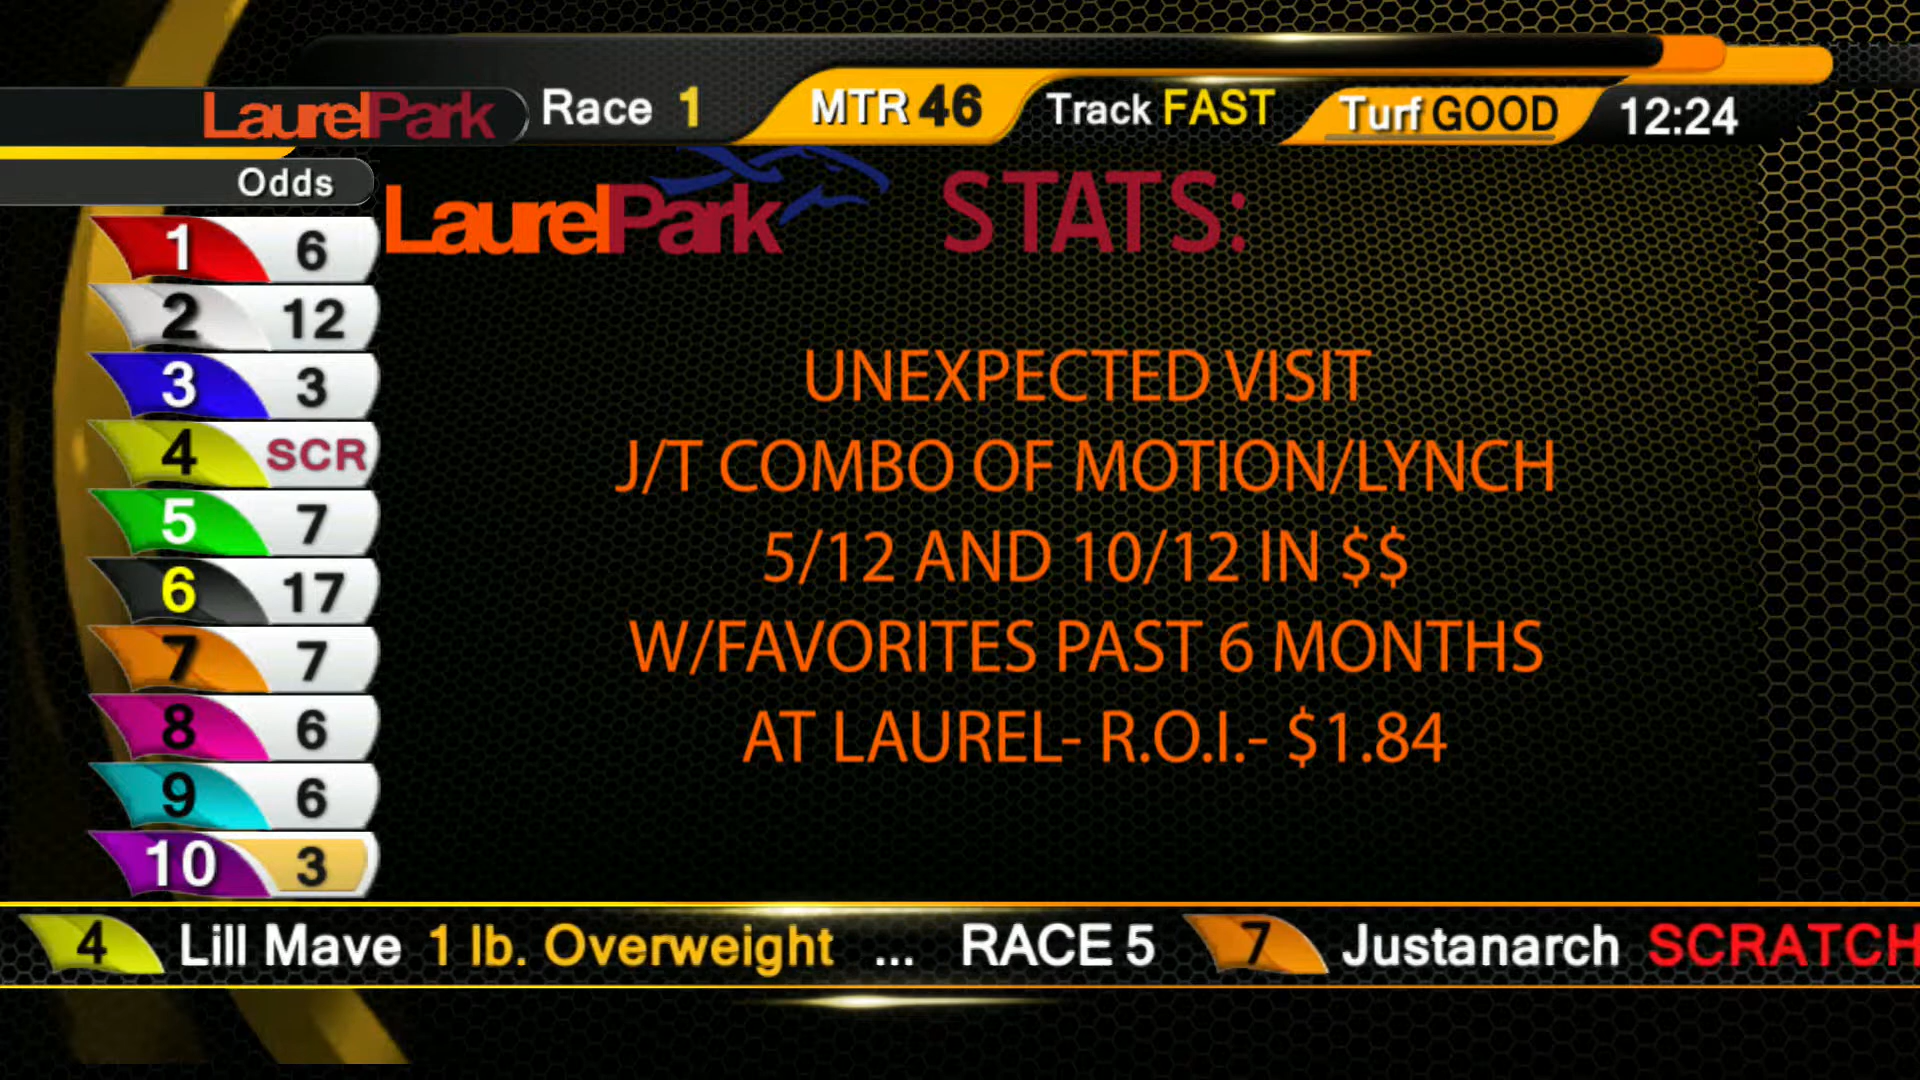 LaurelPark Race 1 MTR 46 Track FAST Turf GOOD 12:24
Odds
LaurelPark STATS:
1 6
2 12
3 3
4 SCR
5 7
6 17
7 7
8 6
9 6
10 3
UNEXPECTED VISIT
J/T COMBO OF MOTION/LYNCH
5/12 AND 10/12 IN $$
W/FAVORITES PAST 6 MONTHS
AT LAUREL- R.O.I.- $1.84
4 Lill Mave 1 lb. Overweight ... RACE 5 7 Justanarch SCRATCH